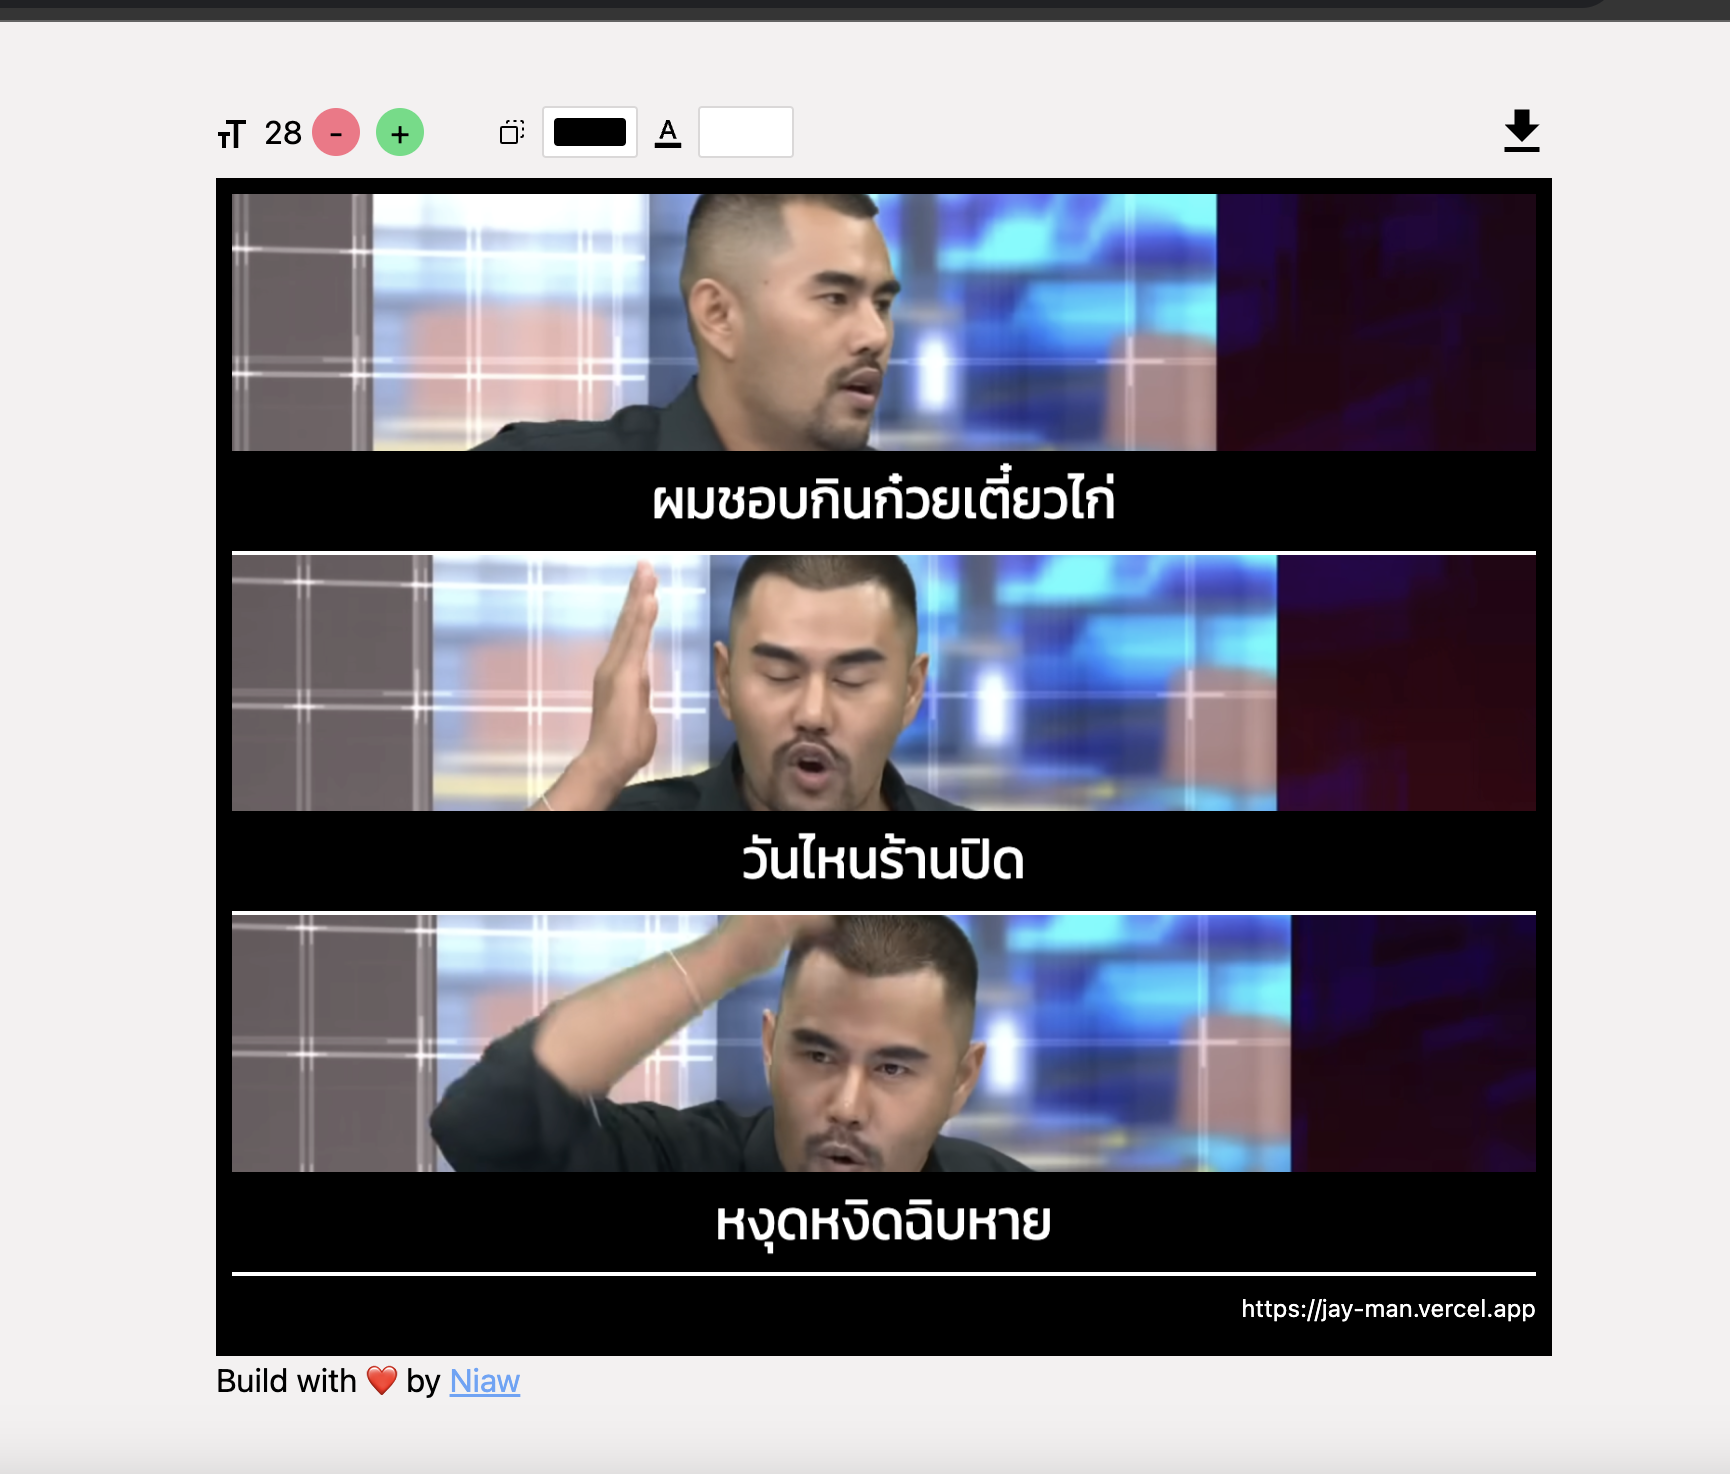 28 - +
A
ผมชอบกินก๋วยเตี๋ยวไก่
วันไหนร้านปิด
หงุดหงิดฉิบหาย
https://jay-man.vercel.app
Build with ❤️ by Niaw